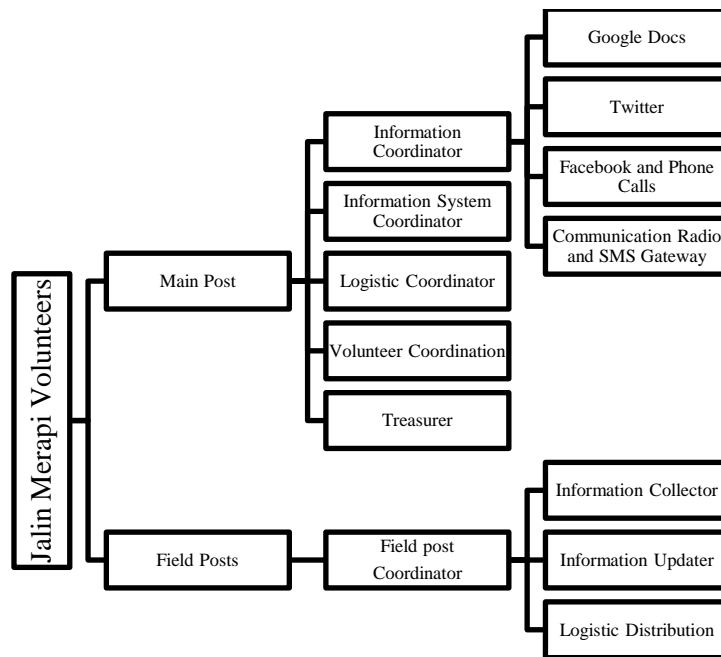 Jalin Merapi Volunteers
Main Post
Information
Coordinator
Google Docs
Twitter
Facebook and Phone
Calls
Communication Radio
and SMS Gateway
Information System
Coordinator
Logistic Coordinator
Volunteer Coordination
Treasurer
Field Posts
Field post
Coordinator
Information Collector
Information Updater
Logistic Distribution